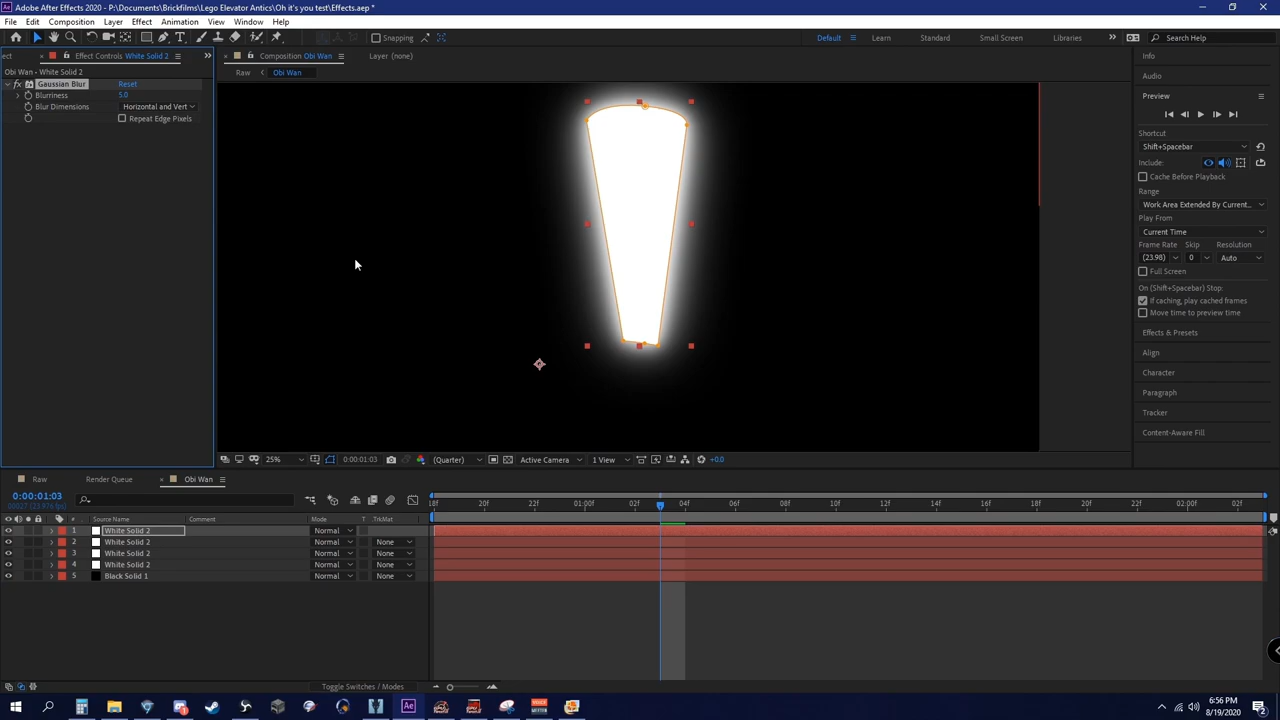 Adobe After Effects 2020 - P:\Documents\Brickfilms\Lego Elevator Antics\Oh it's you test\Effects.aep *
File Edit Composition Layer Effect Animation View Window Help
Snapping Default Learn Standard Small Screen Libraries Search Help
ect Effect Controls White Solid 2 Composition Obi Wan Layer (none) Info
Obi Wan - White Solid 2 Raw Obi Wan Audio
Gaussian Blur Reset
Blurriness 5.0 Preview
Blur Dimensions Horizontal and Vert
Repeat Edge Pixels
Shortcut
Shift+Spacebar
Include:
Cache Before Playback
Range
Work Area Extended By Current...
Play From
Current Time
Frame Rate Skip Resolution
(23.98) 0 Auto
Full Screen
On (Shift+Spacebar) Stop:
If caching, play cached frames
Move time to preview time
Effects & Presets
Align
Character
Paragraph
Tracker
Content-Aware Fill
25% 0:00:01:03 (Quarter) Active Camera 1 View +0.0
Raw Render Queue Obi Wan
0:00:01:03
00027 (23.976 fps)
18f 20f 22f 01:00f 02f 04f 06f 08f 10f 12f 14f 16f 18f 20f 22f 02:00f 02f
# Source Name Comment Mode T TrkMat
1 White Solid 2 Normal
2 White Solid 2 Normal None
3 White Solid 2 Normal None
4 White Solid 2 Normal None
5 Black Solid 1 Normal None
Toggle Switches / Modes
6:56 PM
8/19/2020